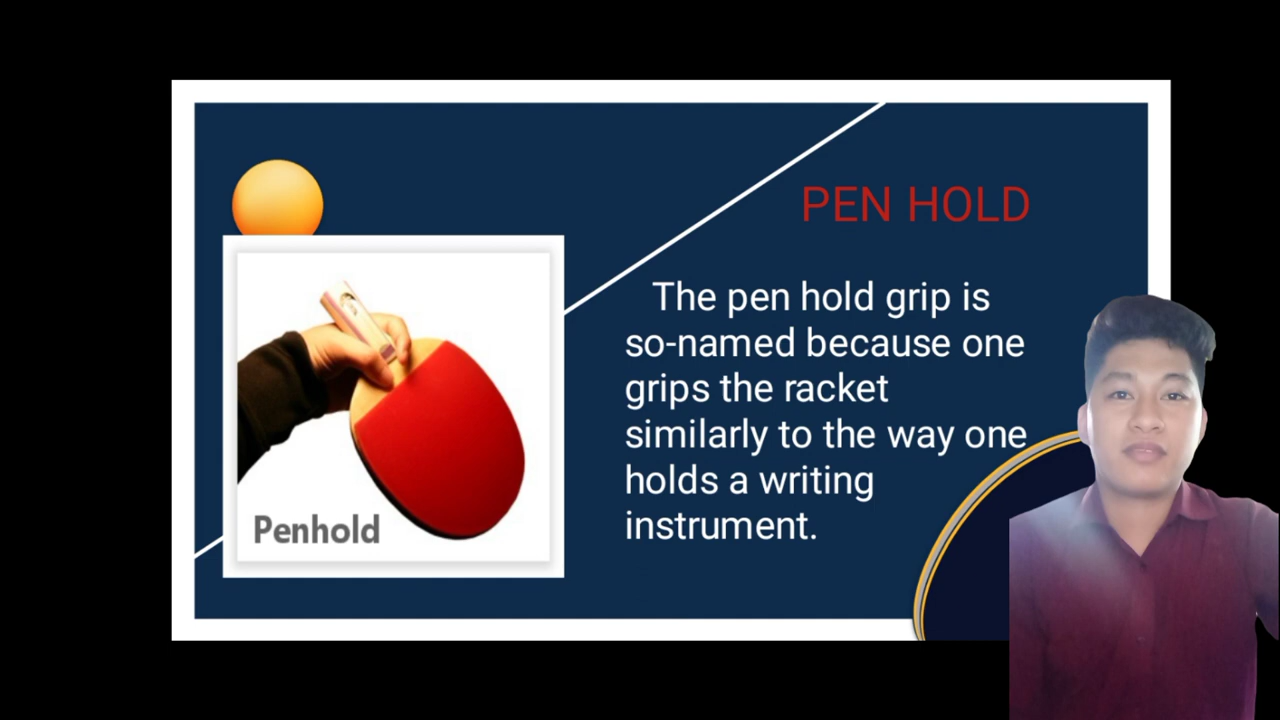 PEN HOLD
The pen hold grip is
so-named because one
grips the racket
similarly to the way one
holds a writing
instrument.
Penhold